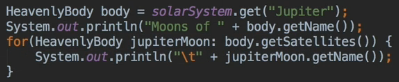 HeavenlyBody body = solarSystem.get("Jupiter");
System.out.println("Moons of " + body.getName());
for(HeavenlyBody jupiterMoon: body.getSatellites()) {
    System.out.println("\t" + jupiterMoon.getName());
}